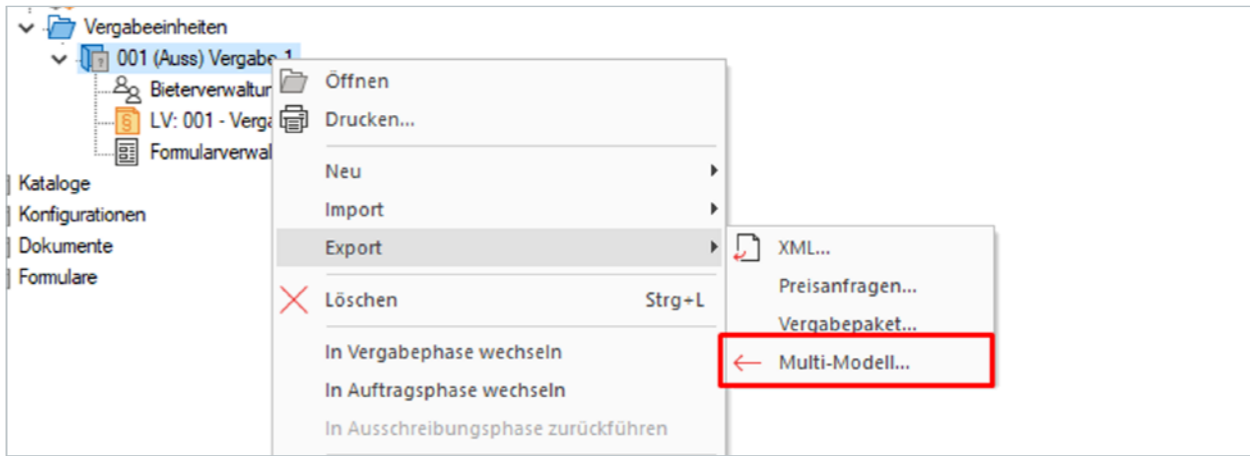 Vergabeeinheiten
001 (Auss) Vergabe 1
Bieterverwaltur
LV: 001 - Verga
Formularverwal
Kataloge
Konfigurationen
Dokumente
Formulare
Öffnen
Drucken...
Neu
Import
Export
Löschen Strg+L
In Vergabephase wechseln
In Auftragsphase wechseln
In Ausschreibungsphase zurückführen
XML...
Preisanfragen...
Vergabepaket...
Multi-Modell...